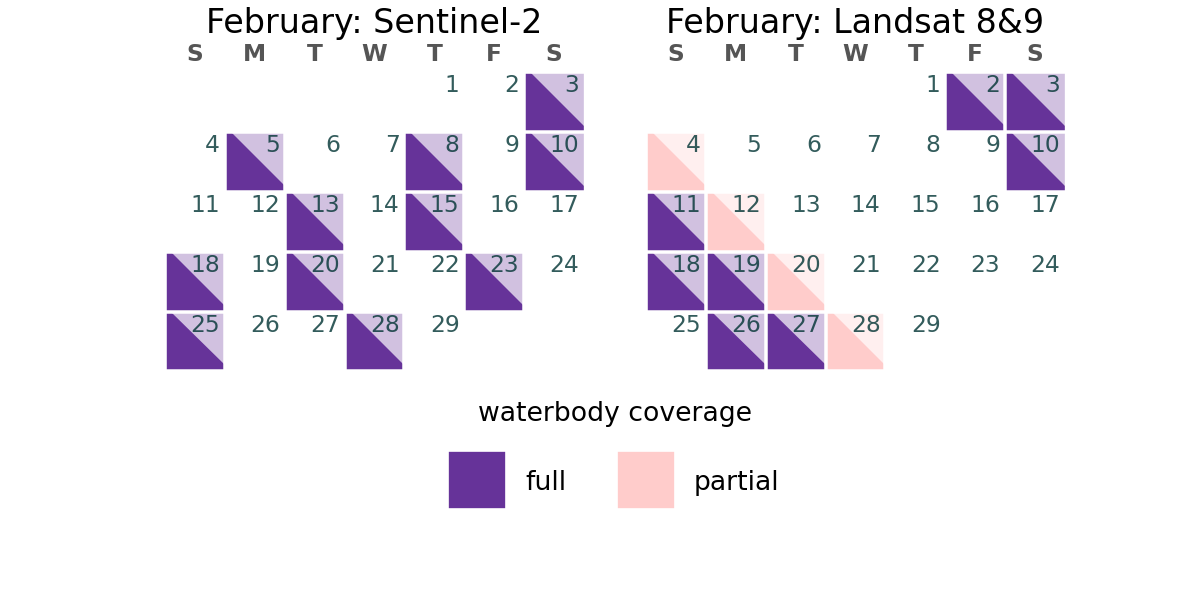 February: Sentinel-2
S M T W T F S
1 2 3
4 5 6 7 8 9 10
11 12 13 14 15 16 17
18 19 20 21 22 23 24
25 26 27 28 29
February: Landsat 8&9
S M T W T F S
1 2 3
4 5 6 7 8 9 10
11 12 13 14 15 16 17
18 19 20 21 22 23 24
25 26 27 28 29
waterbody coverage
full partial